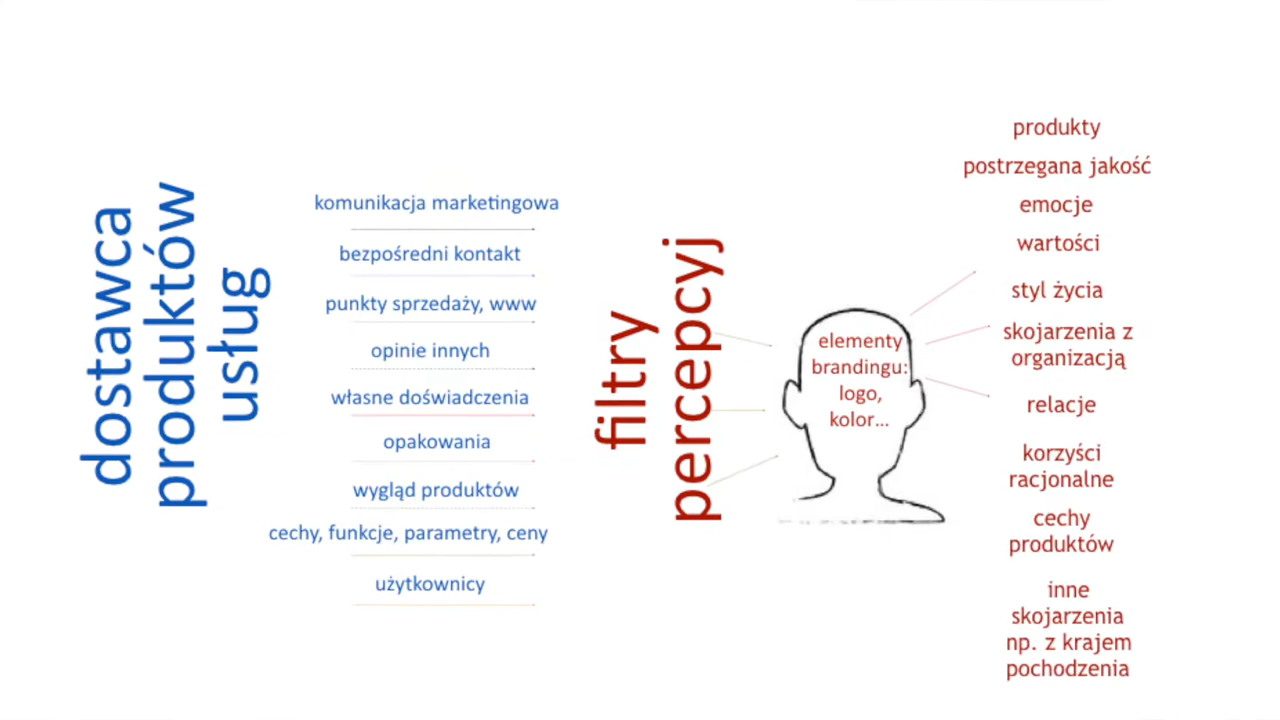 dostawca
produktów
usług
komunikacja marketingowa
bezpośredni kontakt
punkty sprzedaży, www
opinie innych
własne doświadczenia
opakowania
wygląd produktów
cechy, funkcje, parametry, ceny
użytkownicy
filtry
percepcyj
elementy
brandingu:
logo,
kolor...
produkty
postrzegana jakość
emocje
wartości
styl życia
skojarzenia z
organizacją
relacje
korzyści
racjonalne
cechy
produktów
inne
skojarzenia
np. z krajem
pochodzenia